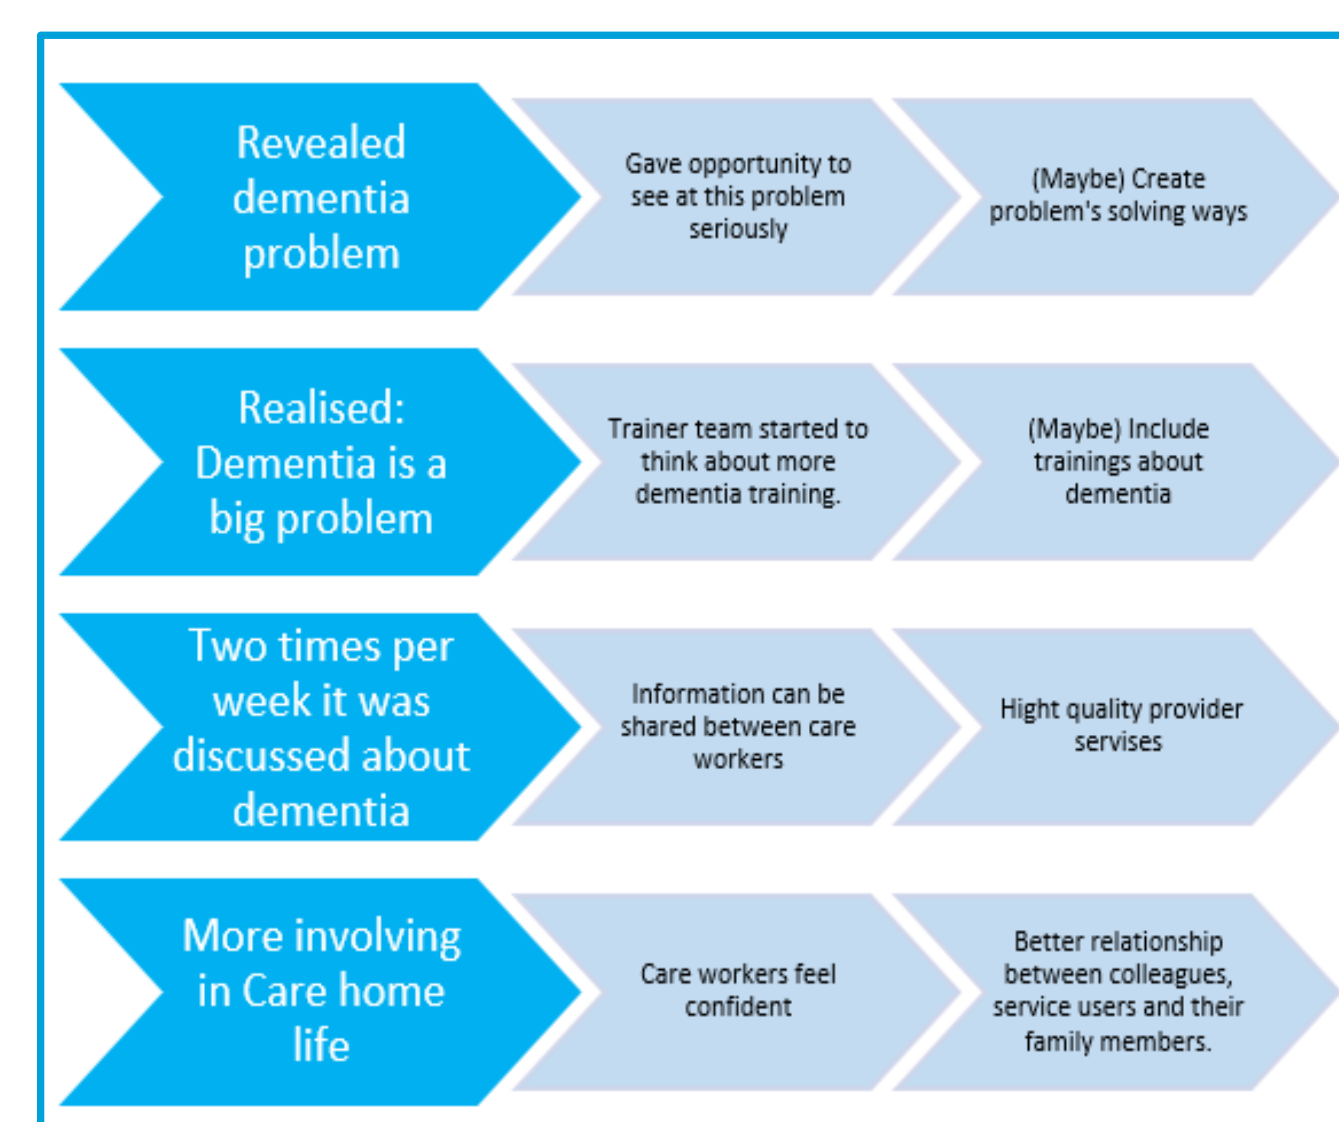 Revealed
dementia
problem
Gave opportunity to
see at this problem
seriously
(Maybe) Create
problem's solving ways
Realised:
Dementia is a
big problem
Trainer team started to
think about more
dementia training.
(Maybe) Include
trainings about
dementia
Two times per
week it was
discussed about
dementia
Information can be
shared between care
workers
Hight quality provider
servises
More involving
in Care home
life
Care workers feel
confident
Better relationship
between colleagues,
service users and their
family members.